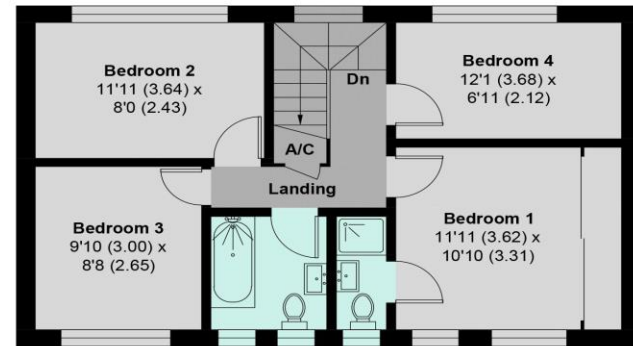 Bedroom 2
11'11 (3.64) x
8'0 (2.43)
Dn
Bedroom 4
12'1 (3.68) x
6'11 (2.12)
A/C
Landing
Bedroom 3
9'10 (3.00) x
8'8 (2.65)
Bedroom 1
11'11 (3.62) x
10'10 (3.31)